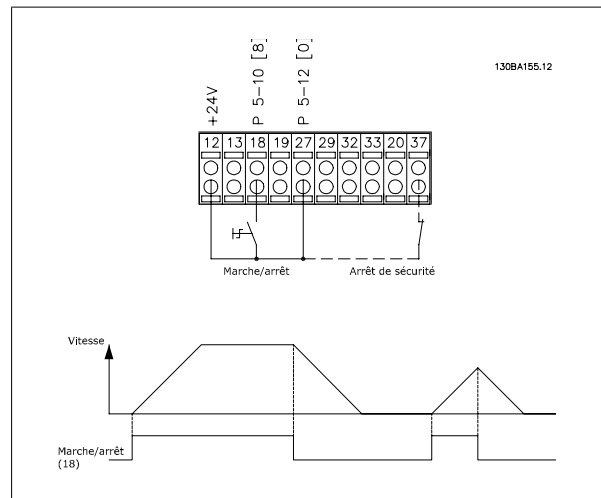 130BA155.12
+24V
P 5-10 [8]
P 5-12 [0]
12 13 18 19 27 29 32 33 20 37
Marche/arrêt
Arrêt de sécurité
Vitesse
Marche/arrêt
(18)